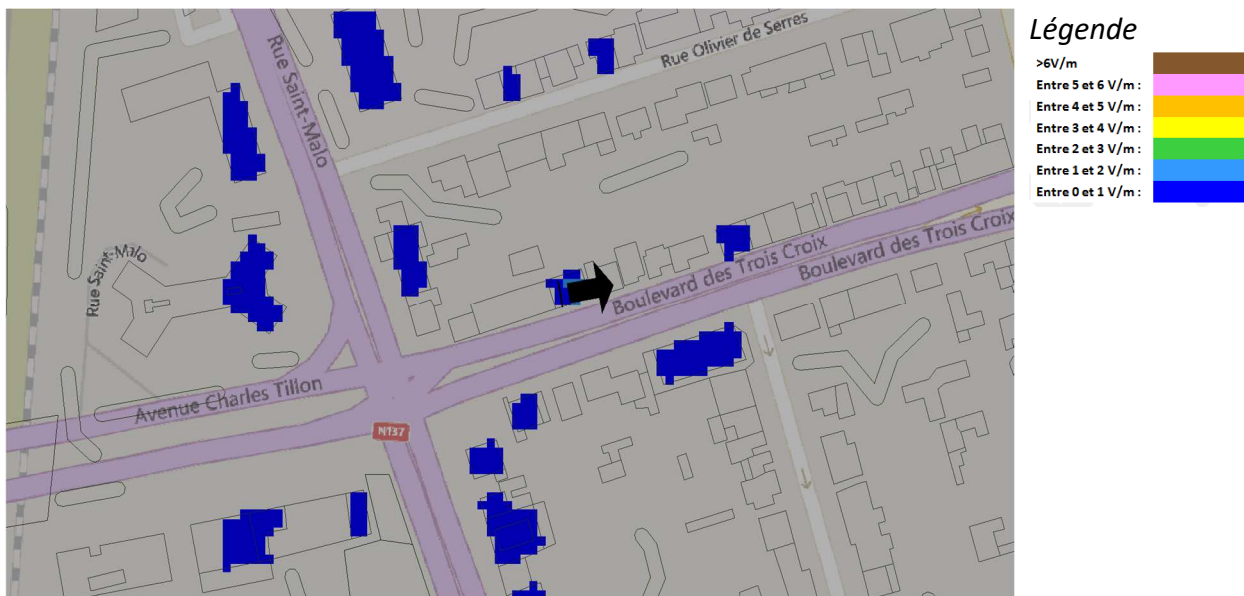 Rue Saint-Malo
Rue Olivier de Serres
Rue Saint-Malo
Boulevard des Trois Croix
Boulevard des Trois Croix
Avenue Charles Tillon
N137
Légende
>6V/m
Entre 5 et 6 V/m :
Entre 4 et 5 V/m :
Entre 3 et 4 V/m :
Entre 2 et 3 V/m :
Entre 1 et 2 V/m :
Entre 0 et 1 V/m :